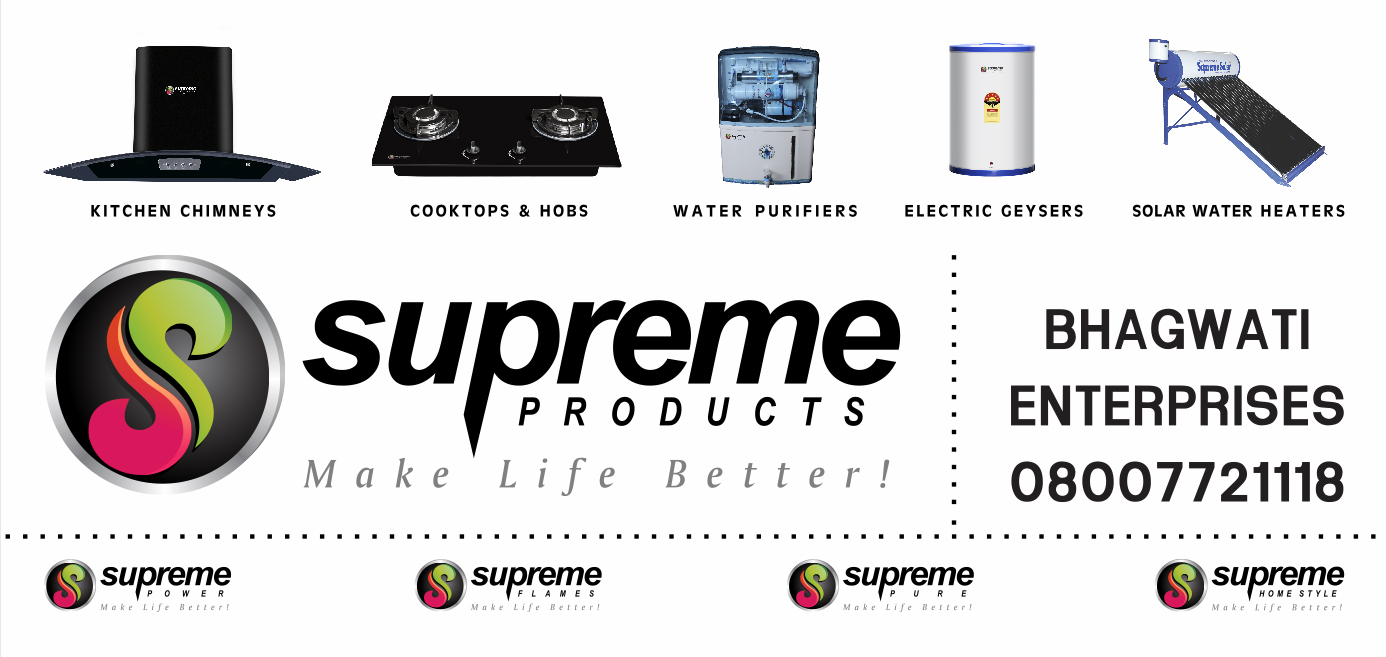 KITCHEN CHIMNEYS
COOKTOPS & HOBS
WATER PURIFIERS
ELECTRIC GEYSERS
SOLAR WATER HEATERS
Supreme Solar
supreme
PRODUCTS
Make Life Better!
BHAGWATI
ENTERPRISES
08007721118
supreme
POWER
Make Life Better!
supreme
FLAMES
Make Life Better!
supreme
PURE
Make Life Better!
supreme
HOME STYLE
Make Life Better!